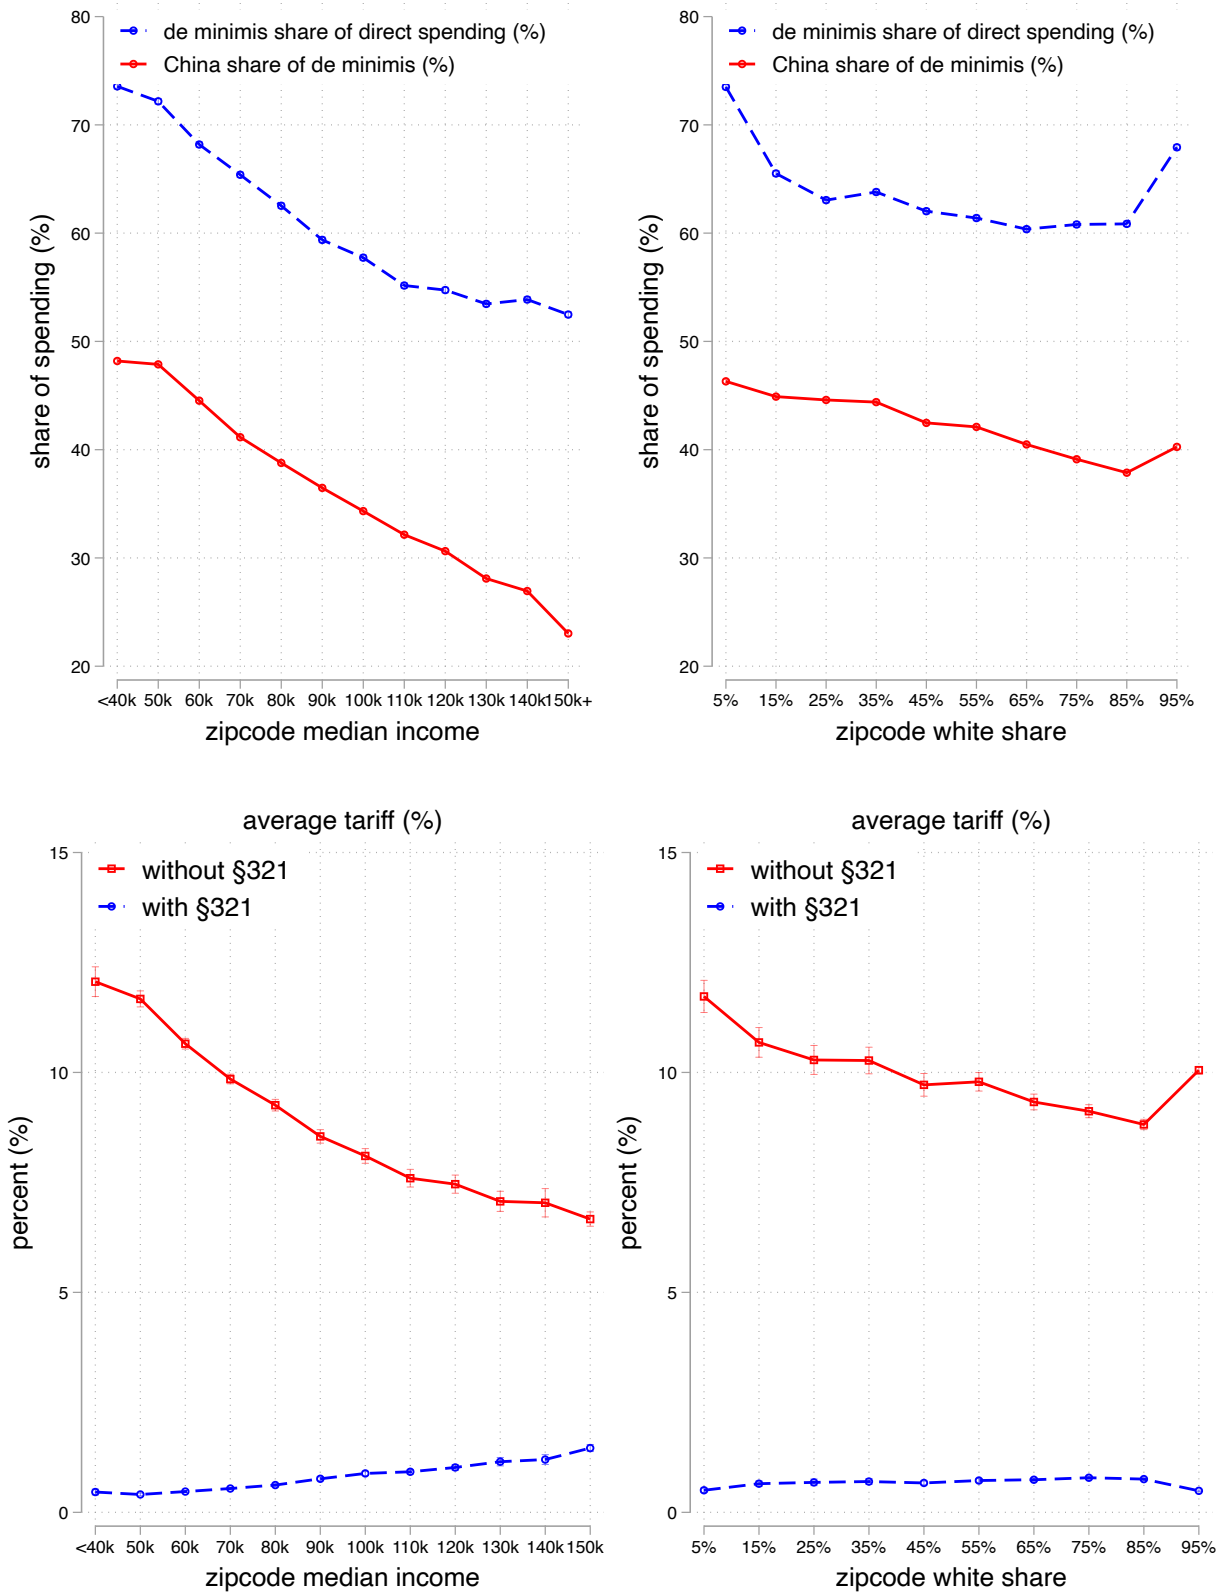 de minimis share of direct spending (%)
China share of de minimis (%)
80
70
60
50
40
30
20
share of spending (%)
<40k 50k 60k 70k 80k 90k 100k 110k 120k 130k 140k 150k+
zipcode median income
de minimis share of direct spending (%)
China share of de minimis (%)
80
70
60
50
40
30
20
share of spending (%)
5% 15% 25% 35% 45% 55% 65% 75% 85% 95%
zipcode white share
average tariff (%)
without §321
with §321
15
10
5
0
percent (%)
<40k 50k 60k 70k 80k 90k 100k 110k 120k 130k 140k 150k
zipcode median income
average tariff (%)
without §321
with §321
15
10
5
0
percent (%)
5% 15% 25% 35% 45% 55% 65% 75% 85% 95%
zipcode white share